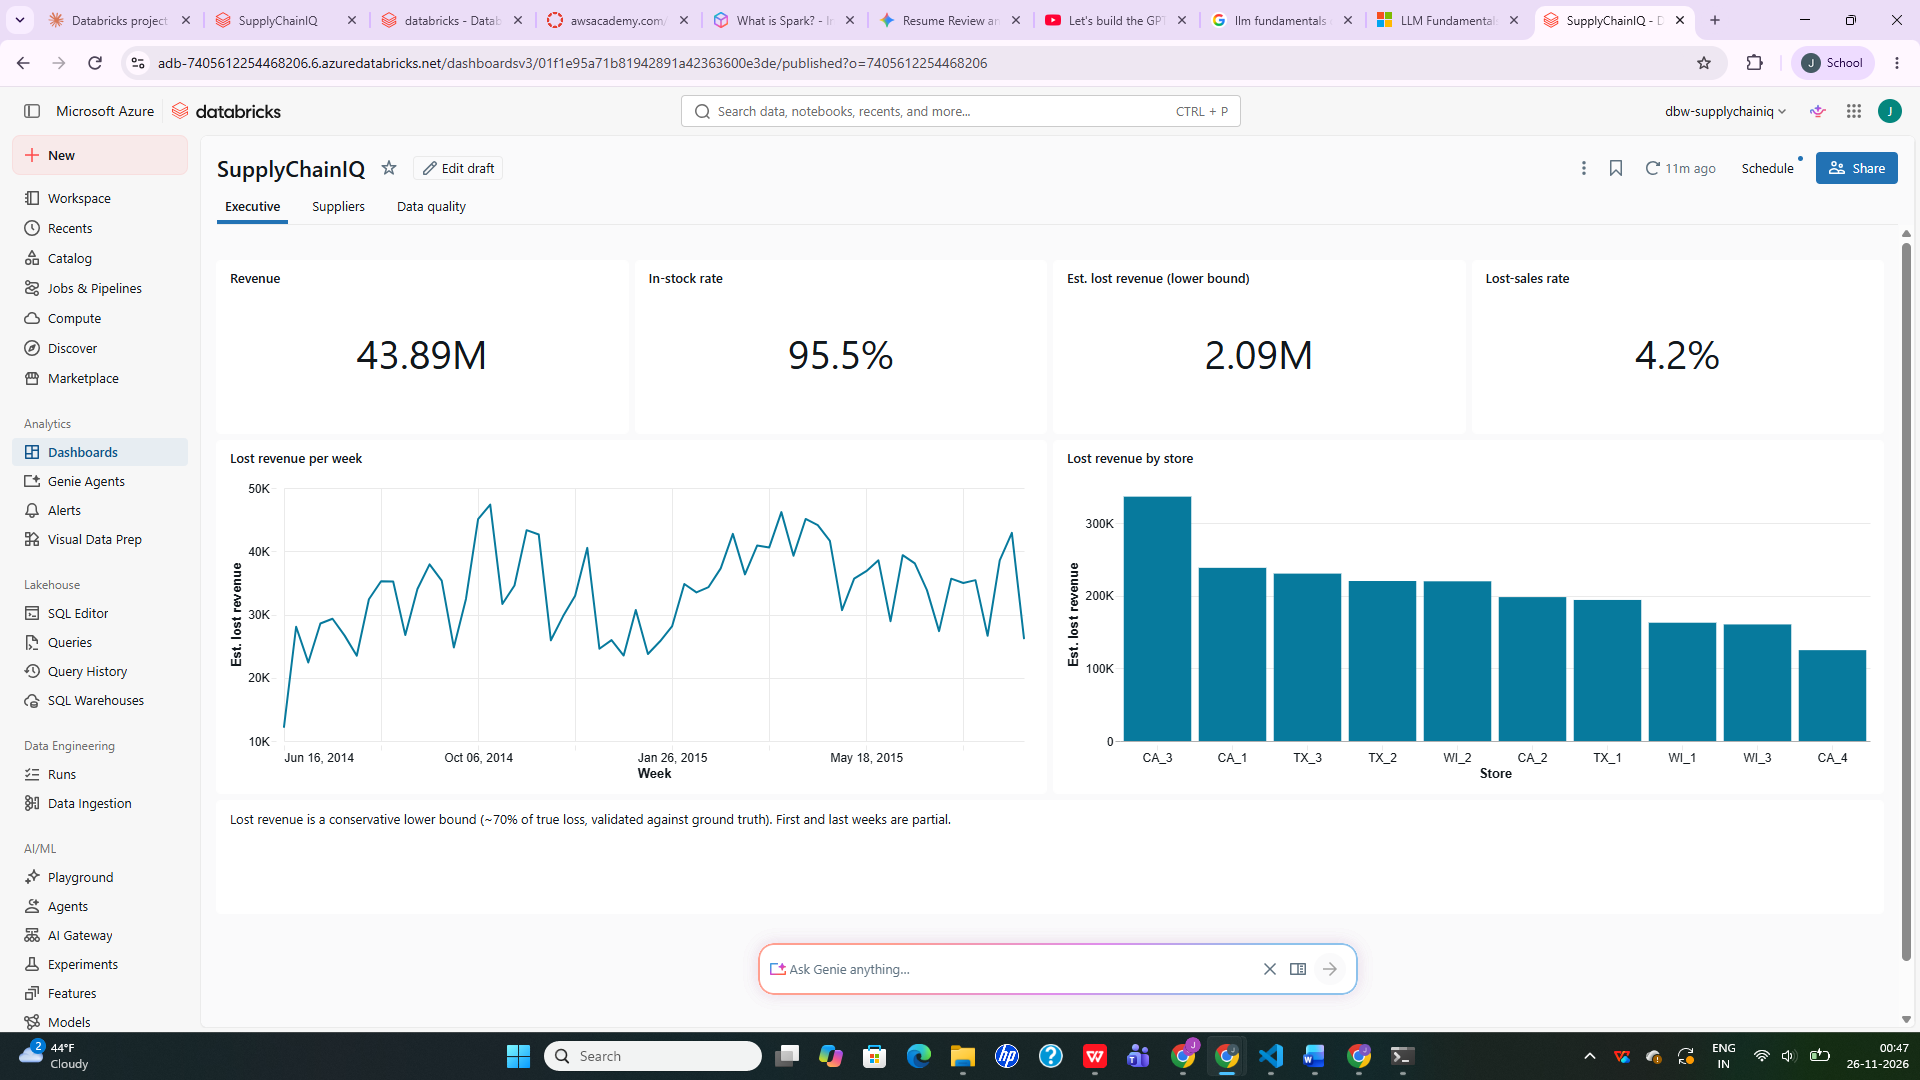 Databricks project
SupplyChainIQ
databricks - Datab
awsacademy.com/
What is Spark? - In
Resume Review an
Let's build the GPT
llm fundamentals
LLM Fundamentals
SupplyChainIQ - D
adb-7405612254468206.6.azuredatabricks.net/dashboardsv3/01f1e95a71b81942891a42363600e3de/published?o=7405612254468206
J School
Microsoft Azure databricks
Search data, notebooks, recents, and more... CTRL + P
dbw-supplychainiq
J
New
Workspace
Recents
Catalog
Jobs & Pipelines
Compute
Discover
Marketplace
Analytics
Dashboards
Genie Agents
Alerts
Visual Data Prep
Lakehouse
SQL Editor
Queries
Query History
SQL Warehouses
Data Engineering
Runs
Data Ingestion
AI/ML
Playground
Agents
AI Gateway
Experiments
Features
Models
SupplyChainIQ
Edit draft
11m ago
Schedule
Share
Executive Suppliers Data quality
Revenue
43.89M
In-stock rate
95.5%
Est. lost revenue (lower bound)
2.09M
Lost-sales rate
4.2%
Lost revenue per week
Est. lost revenue
50K
40K
30K
20K
10K
Jun 16, 2014 Oct 06, 2014 Jan 26, 2015 May 18, 2015
Week
Lost revenue by store
Est. lost revenue
300K
200K
100K
0
CA_3 CA_1 TX_3 TX_2 WI_2 CA_2 TX_1 WI_1 WI_3 CA_4
Store
Lost revenue is a conservative lower bound (~70% of true loss, validated against ground truth). First and last weeks are partial.
Ask Genie anything...
2
44°F
Cloudy
Search
ENG
IN
00:47
26-11-2026